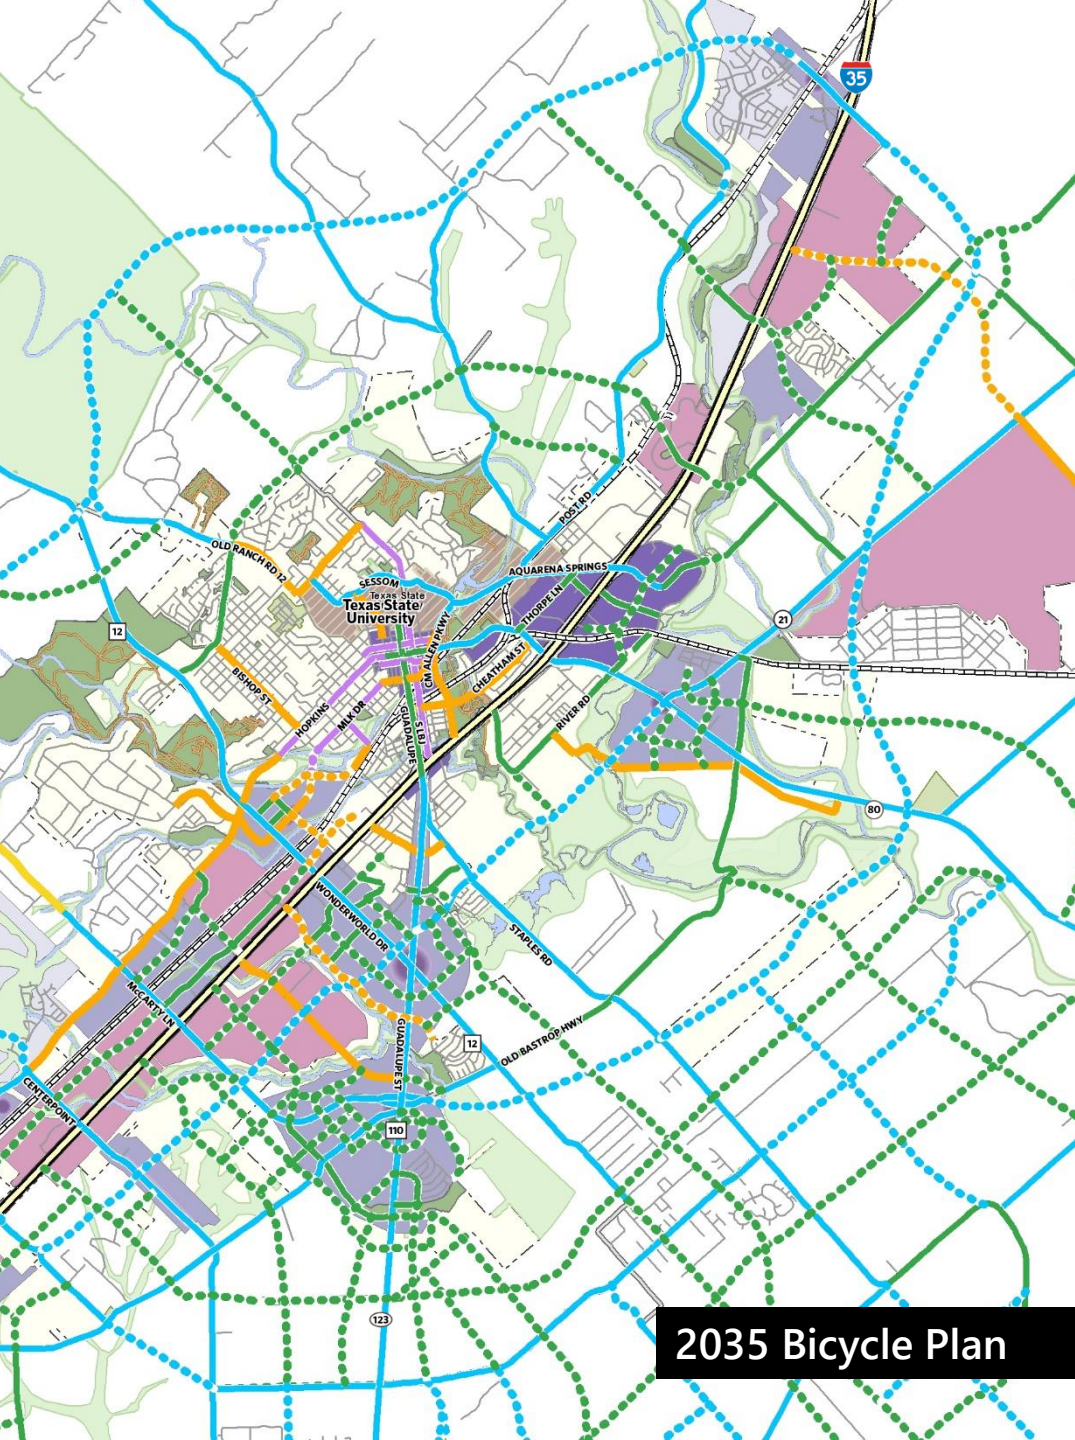 35
POST RD
OLD RANCH RD 12
AQUARENA SPRINGS
SESSOM
Texas State
Texas State
University
THORPE LN
CM ALLEN PKWY
12
21
CHEATHAM ST
BISHOP ST
HOPKINS
MLK DR
GUADALUPE
S LBJ
RIVER RD
80
WONDERWORLD DR
STAPLES RD
McCARTY LN
GUADALUPE ST
12
OLD BASTROP HWY
CENTERPOINT
110
123
2035 Bicycle Plan